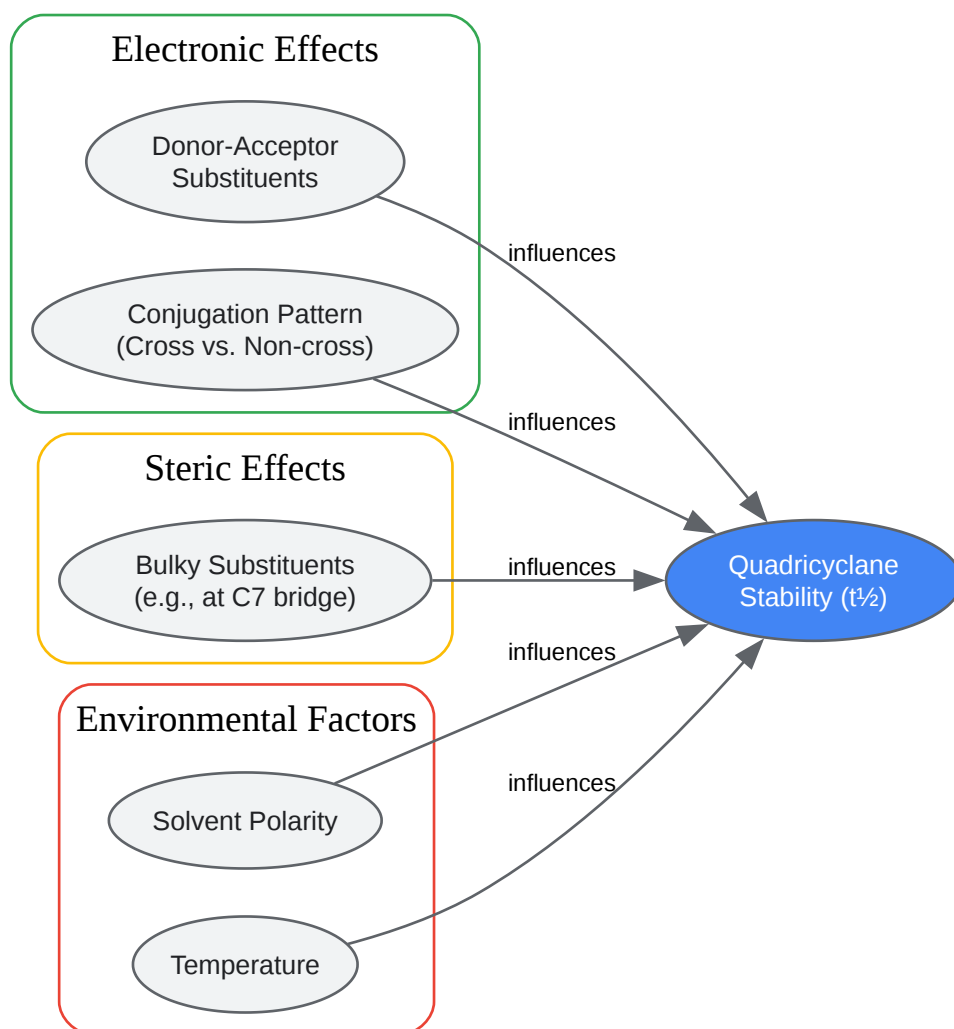 Electronic Effects
Donor-Acceptor
Substituents
influences
Conjugation Pattern
(Cross vs. Non-cross)
influences
Steric Effects
Bulky Substituents
(e.g., at C7 bridge)
influences
Quadricyclane
Stability (t½)
influences
Environmental Factors
Solvent Polarity
influences
Temperature